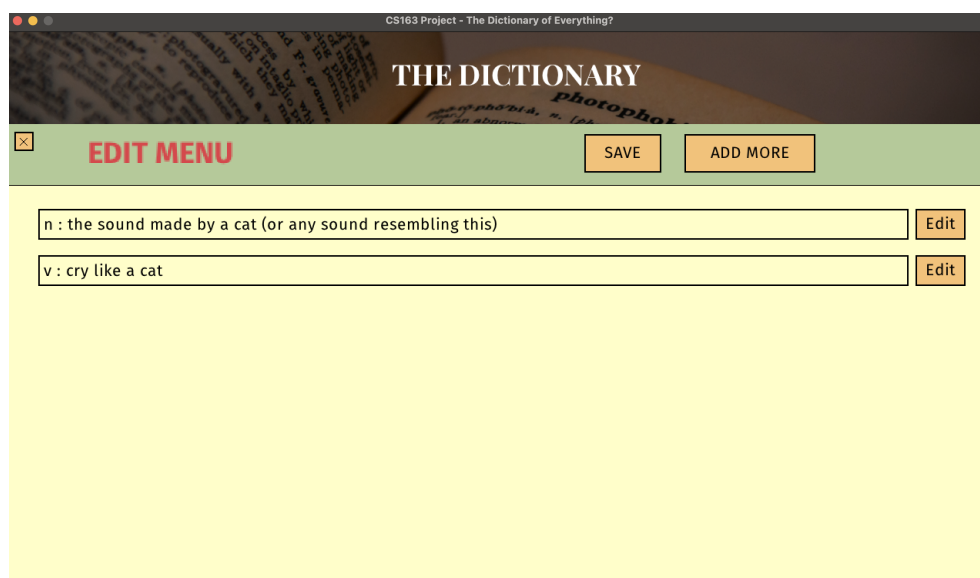 CS163 Project - The Dictionary of Everything?
THE DICTIONARY
EDIT MENU
SAVE
ADD MORE
n : the sound made by a cat (or any sound resembling this)
Edit
v : cry like a cat
Edit